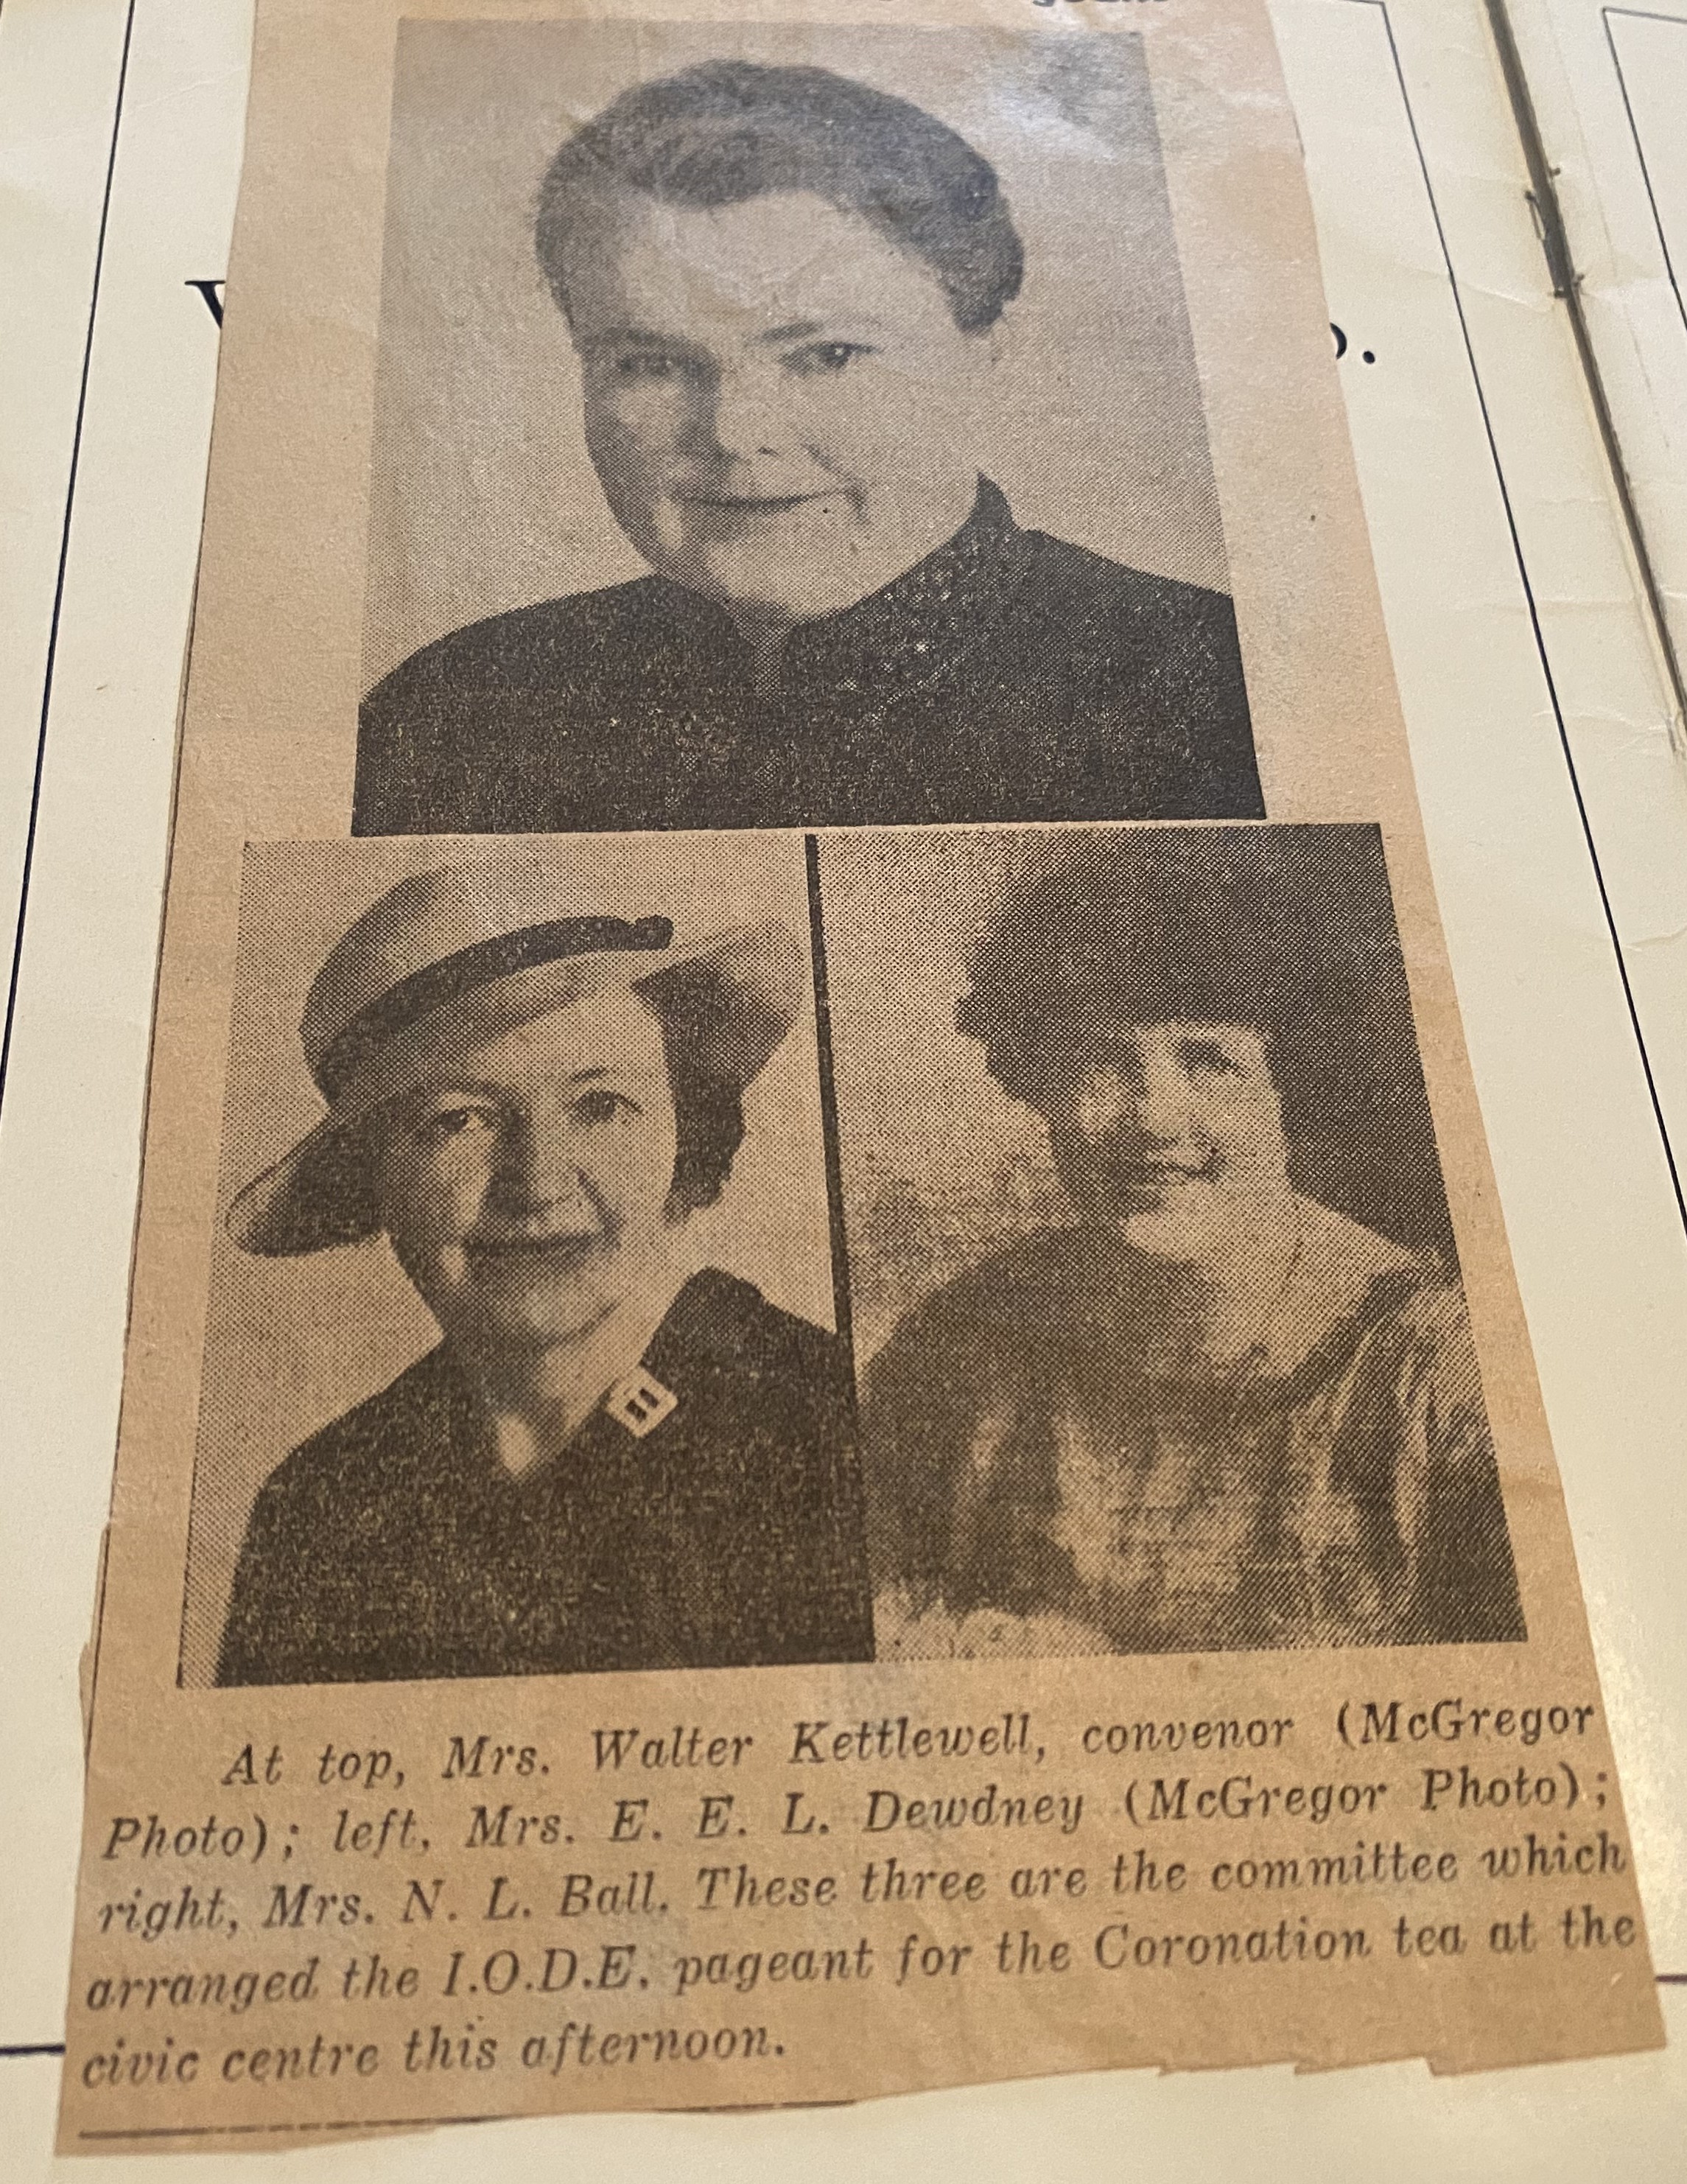 At top, Mrs. Walter Kettlewell, convenor (McGregor
Photo); left, Mrs. E. E. L. Dewdney (McGregor Photo);
right, Mrs. N. L. Ball. These three are the committee which
arranged the I.O.D.E. pageant for the Coronation tea at the
civic centre this afternoon.